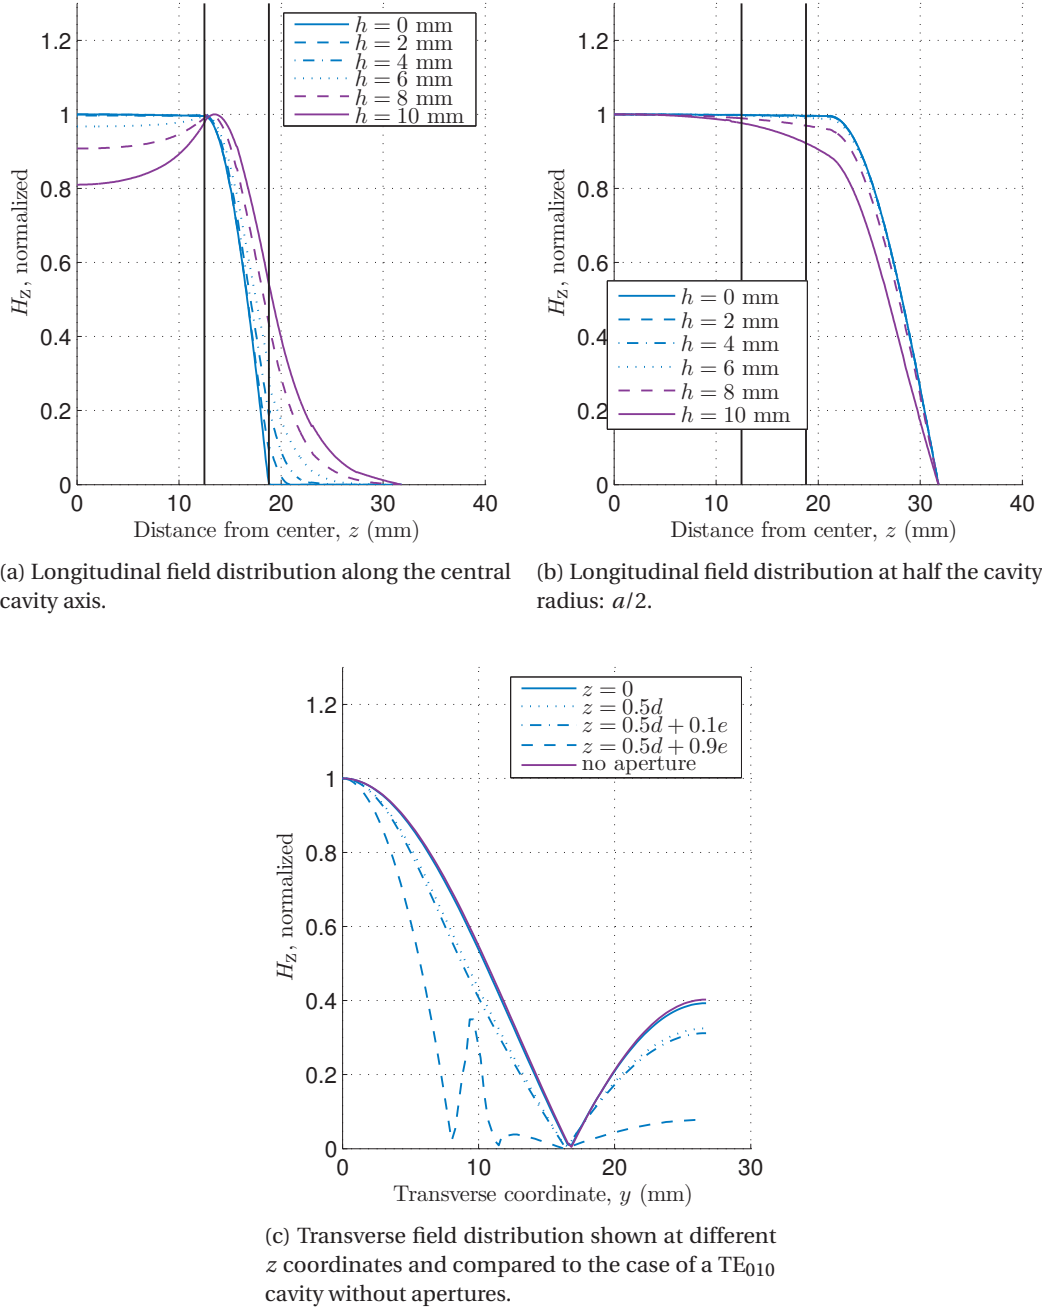 1.2
1
0.8
0.6
0.4
0.2
0
H_z, normalized
h = 0 mm
h = 2 mm
h = 4 mm
h = 6 mm
h = 8 mm
h = 10 mm
0 10 20 30 40
Distance from center, z (mm)
(a) Longitudinal field distribution along the central
cavity axis.
1.2
1
0.8
0.6
0.4
0.2
0
H_z, normalized
h = 0 mm
h = 2 mm
h = 4 mm
h = 6 mm
h = 8 mm
h = 10 mm
0 10 20 30 40
Distance from center, z (mm)
(b) Longitudinal field distribution at half the cavity
radius: a/2.
1.2
1
0.8
0.6
0.4
0.2
0
H_z, normalized
z = 0
z = 0.5d
z = 0.5d + 0.1e
z = 0.5d + 0.9e
no aperture
0 10 20 30
Transverse coordinate, y (mm)
(c) Transverse field distribution shown at different
z coordinates and compared to the case of a TE₀₁₀
cavity without apertures.